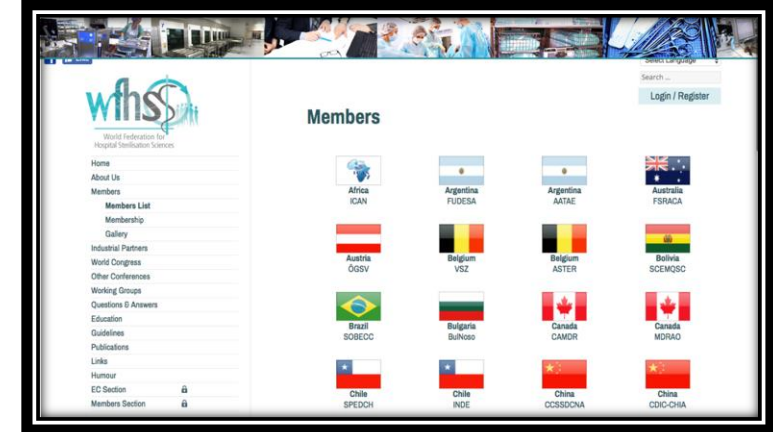 Select Language
Search ...
Login / Register
wfhss
World Federation for
Hospital Sterilisation Sciences
Home
About Us
Members
Members List
Membership
Gallery
Industrial Partners
World Congress
Other Conferences
Working Groups
Questions & Answers
Education
Guidelines
Publications
Links
Humour
EC Section
Members Section
Members
Africa Argentina Argentina Australia
ICAN FUDESA AATAE FSRACA
Austria Belgium Belgium Bolivia
ÖGSV VSZ ASTER SCEMQSC
Brazil Bulgaria Canada Canada
SOBECC BulNoso CAMDR MDRAO
Chile Chile China China
SPEDCH INDE CCSSDCNA CDIC-CHIA